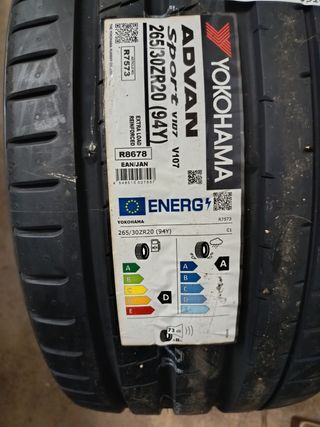 YOKOHAMA
ADVAN
Sport V107 V107
265/30ZR20 (94Y)
EXTRA LOAD
REINFORCED
R7573
R8678
EAN/JAN
ENERG
YOKOHAMA
R7573
265/30ZR20 (94Y)
C1
A
B
C
D
E
D
A
B
C
D
E
A
73 dB